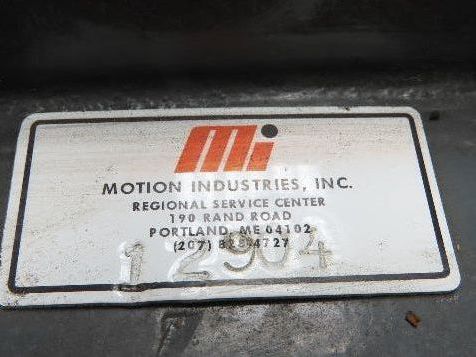 Mi
MOTION INDUSTRIES, INC.
REGIONAL SERVICE CENTER
190 RAND ROAD
PORTLAND, ME 04102
(207)
1 2904